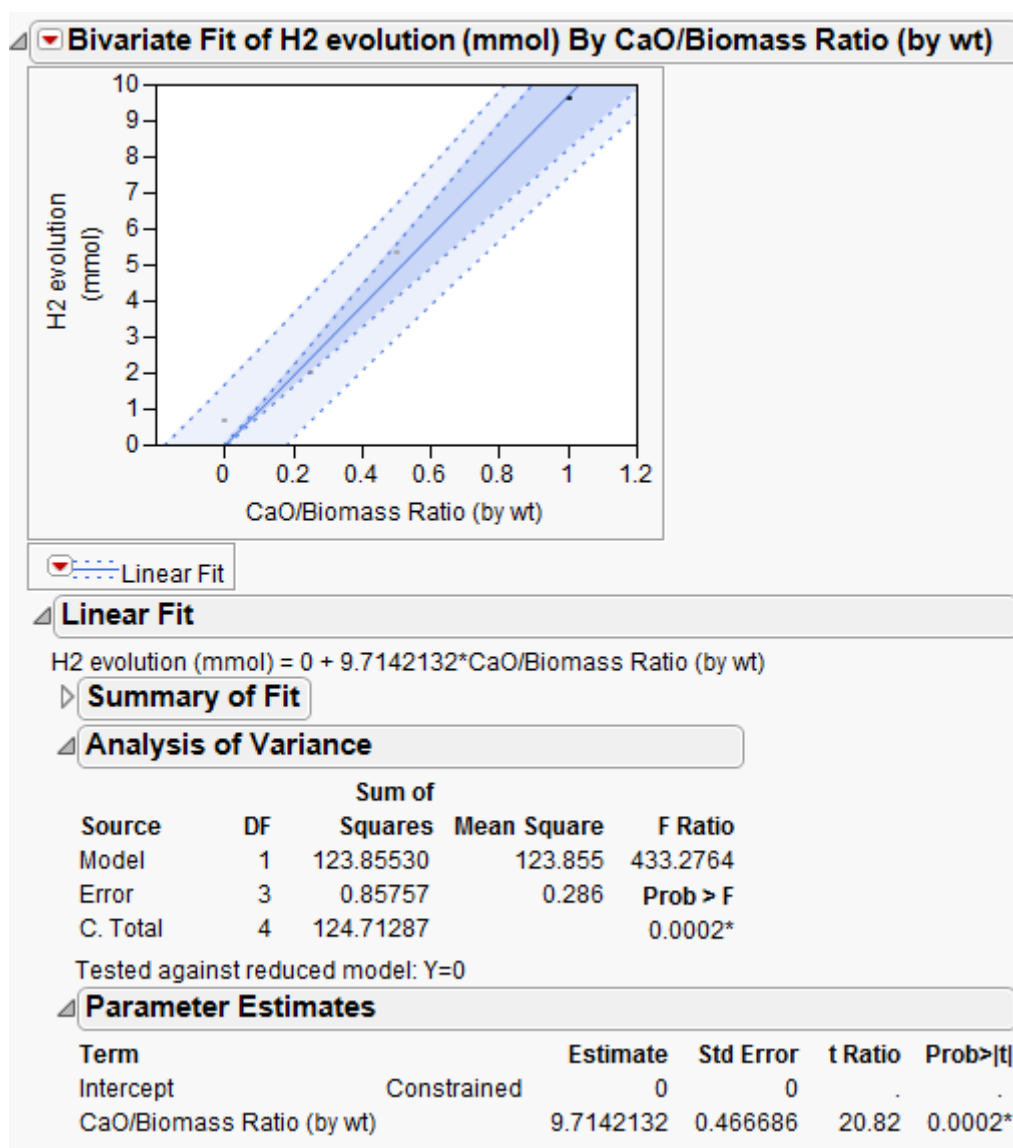 Bivariate Fit of H2 evolution (mmol) By CaO/Biomass Ratio (by wt)
10
9
8
7
6
5
4
3
2
1
0
H2 evolution
(mmol)
0 0.2 0.4 0.6 0.8 1 1.2
CaO/Biomass Ratio (by wt)
Linear Fit
Linear Fit
H2 evolution (mmol) = 0 + 9.7142132*CaO/Biomass Ratio (by wt)
Summary of Fit
Analysis of Variance
Sum of
Source DF Squares Mean Square F Ratio
Model 1 123.85530 123.855 433.2764
Error 3 0.85757 0.286 Prob > F
C. Total 4 124.71287 0.0002*
Tested against reduced model: Y=0
Parameter Estimates
Term Estimate Std Error t Ratio Prob>|t|
Intercept Constrained 0 0 . .
CaO/Biomass Ratio (by wt) 9.7142132 0.466686 20.82 0.0002*